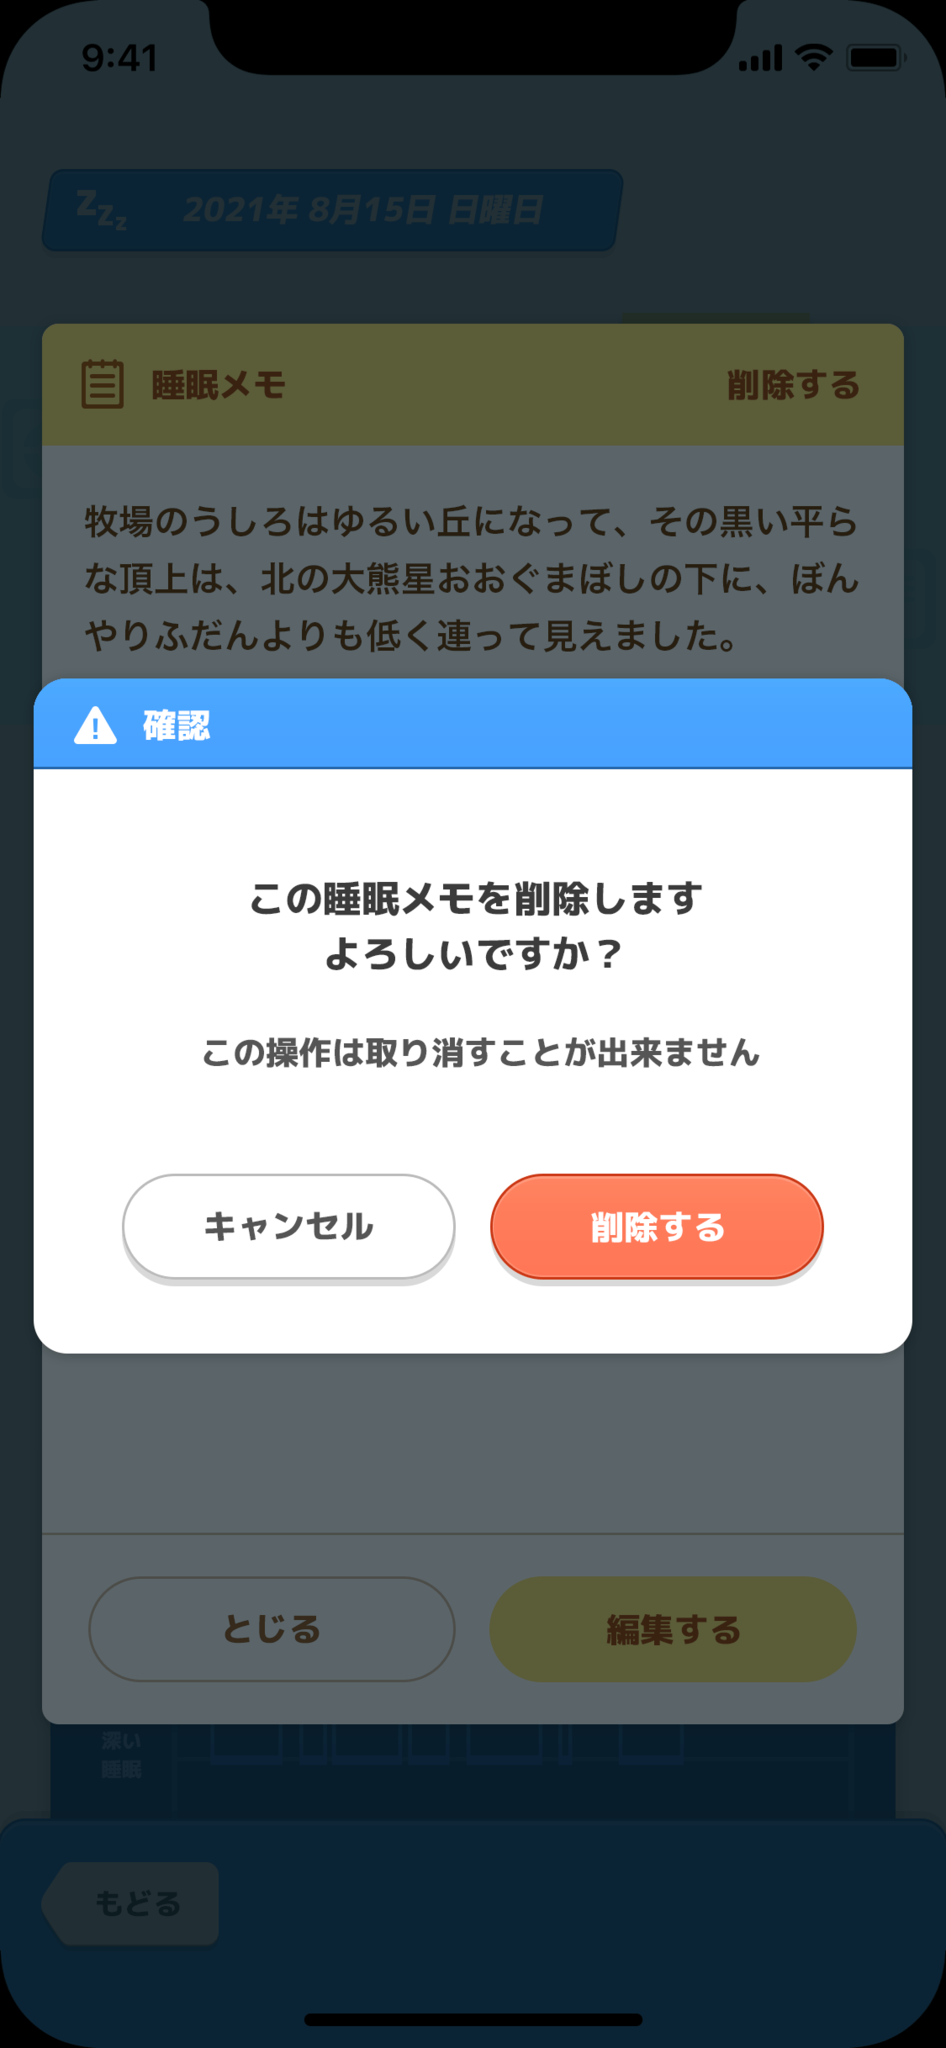 9:41
zzz
2021年 8月15日 日曜日
睡眠メモ
削除する
牧場のうしろはゆるい丘になって、その黒い平ら
な頂上は、北の大熊星おおぐまぼしの下に、ぼん
やりふだんよりも低く連って見えました。
確認
この睡眠メモを削除します
よろしいですか？
この操作は取り消すことが出来ません
キャンセル
削除する
とじる
編集する
深い
睡眠
もどる